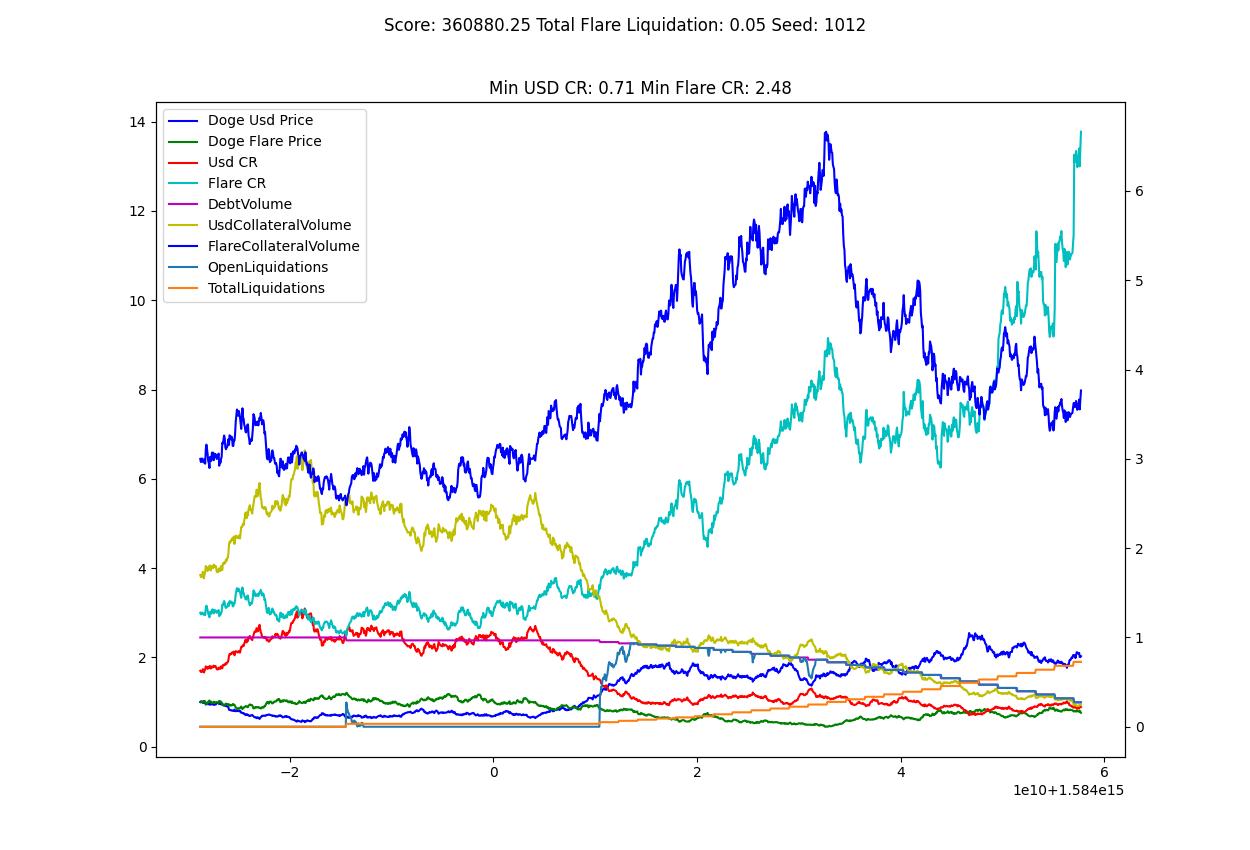 Score: 360880.25 Total Flare Liquidation: 0.05 Seed: 1012
Min USD CR: 0.71 Min Flare CR: 2.48
Doge Usd Price
Doge Flare Price
Usd CR
Flare CR
DebtVolume
UsdCollateralVolume
FlareCollateralVolume
OpenLiquidations
TotalLiquidations
14
12
10
8
6
4
2
0
6
5
4
3
2
1
0
−2
0
2
4
6
1e10+1.584e15